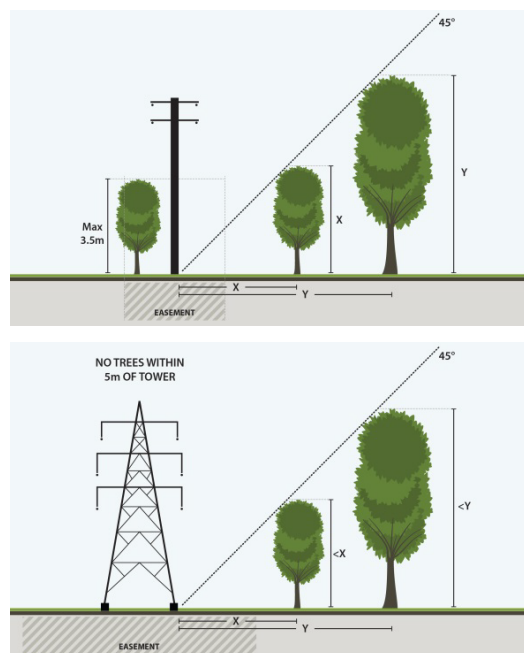 45°
Y
Max
3.5m
X
X
Y
EASEMENT
NO TREES WITHIN
5m OF TOWER
45°
<Y
<X
X
Y
EASEMENT